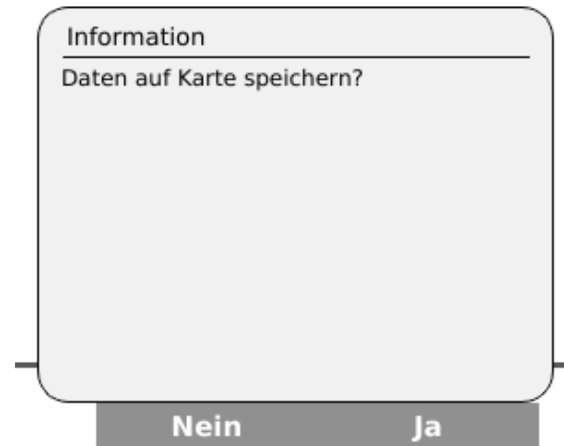 Information
Daten auf Karte speichern?
Nein Ja